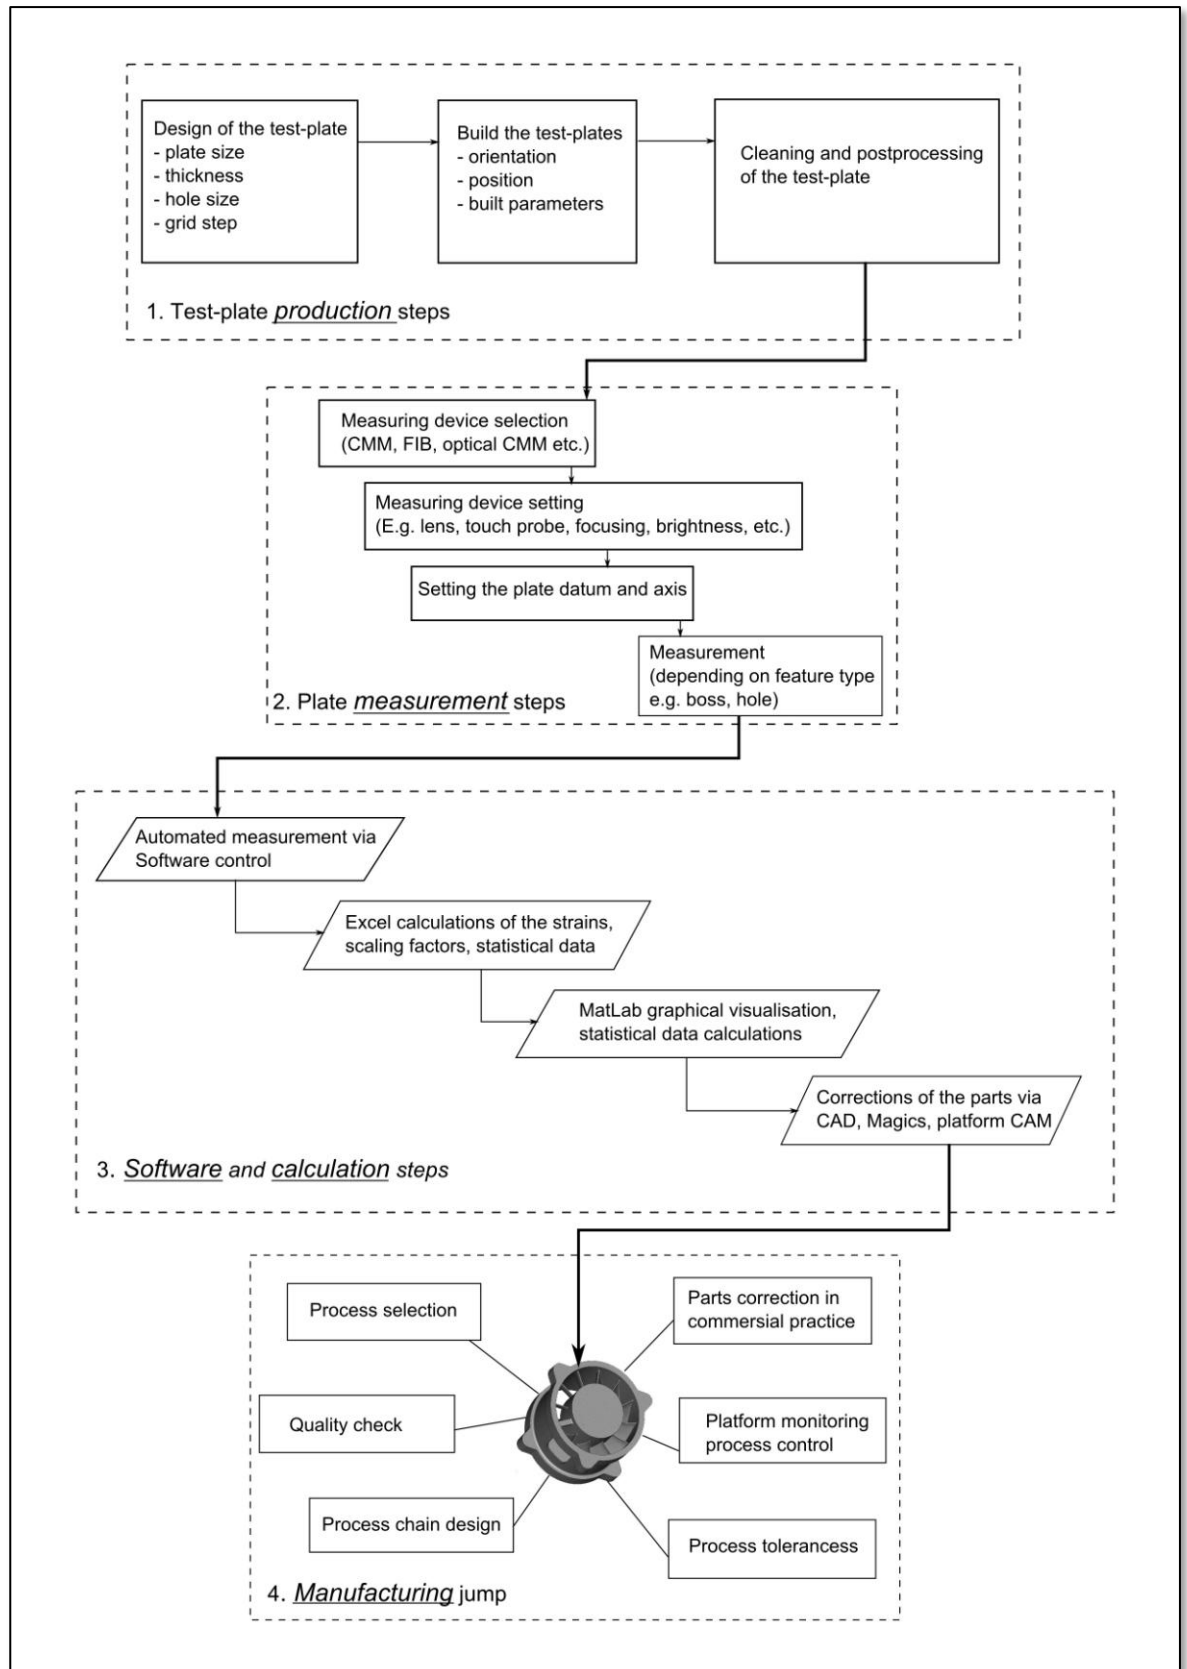 Design of the test-plate
- plate size
- thickness
- hole size
- grid step
Build the test-plates
- orientation
- position
- built parameters
Cleaning and postprocessing
of the test-plate
1. Test-plate production steps
Measuring device selection
(CMM, FIB, optical CMM etc.)
Measuring device setting
(E.g. lens, touch probe, focusing, brightness, etc.)
Setting the plate datum and axis
Measurement
(depending on feature type
e.g. boss, hole)
2. Plate measurement steps
Automated measurement via
Software control
Excel calculations of the strains,
scaling factors, statistical data
MatLab graphical visualisation,
statistical data calculations
Corrections of the parts via
CAD, Magics, platform CAM
3. Software and calculation steps
Process selection
Parts correction in
commersial practice
Quality check
Platform monitoring
process control
Process chain design
Process tolerancess
4. Manufacturing jump